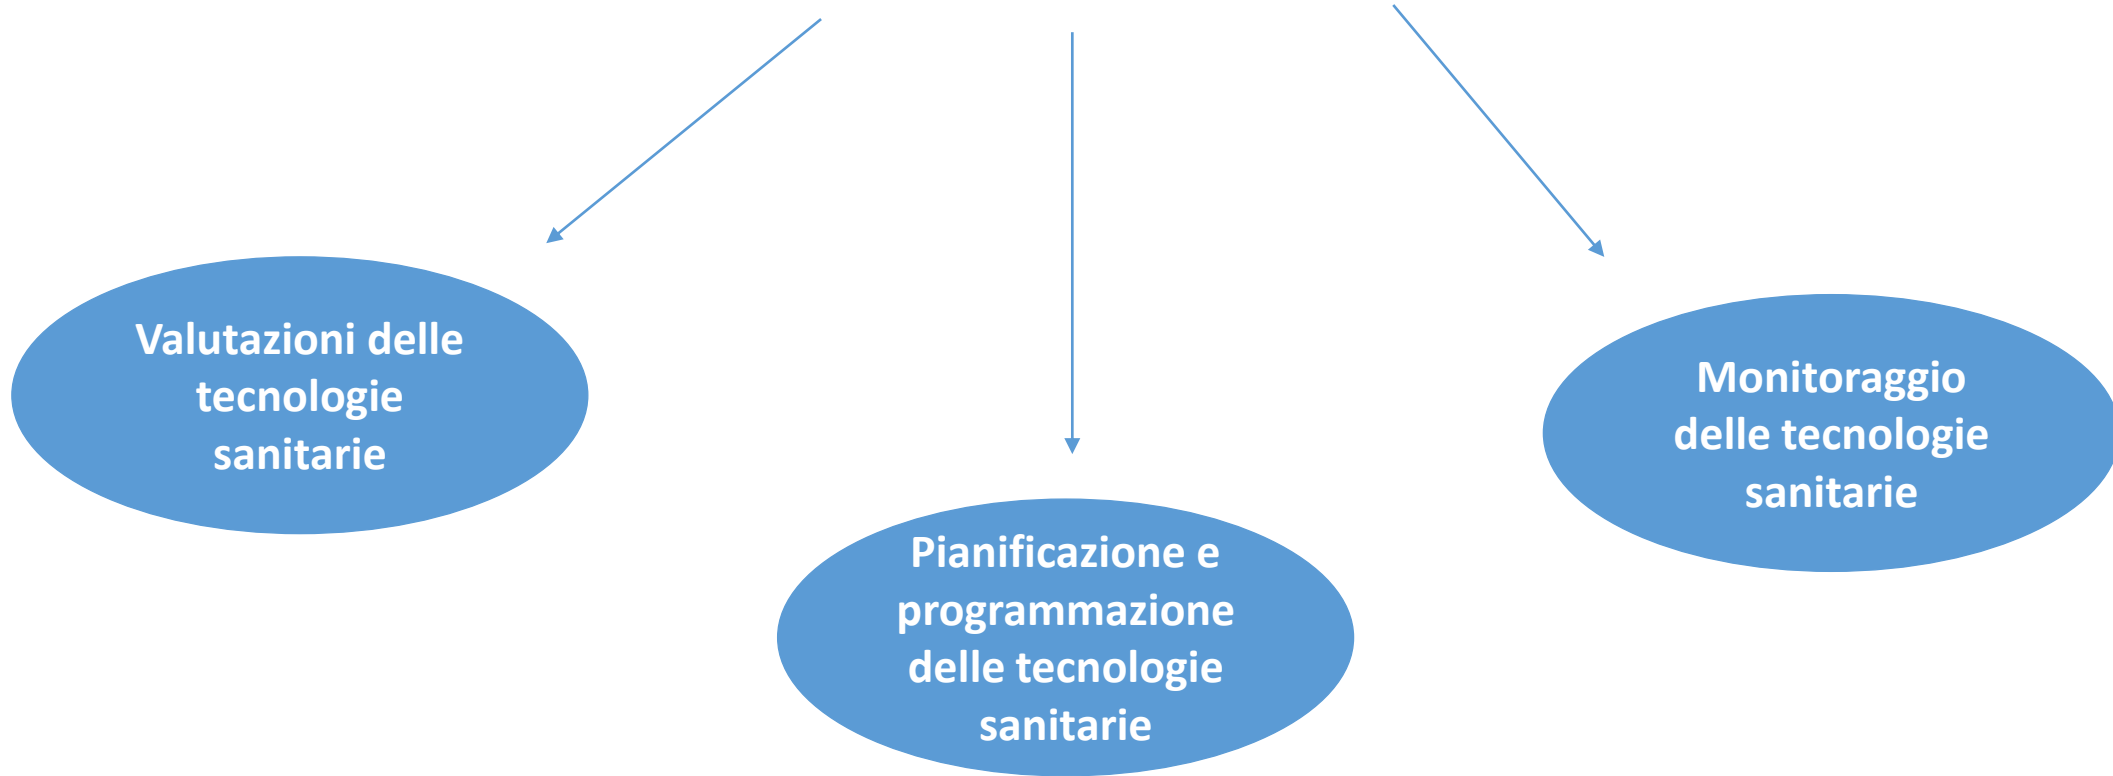 Valutazioni delle
tecnologie
sanitarie
Pianificazione e
programmazione
delle tecnologie
sanitarie
Monitoraggio
delle tecnologie
sanitarie